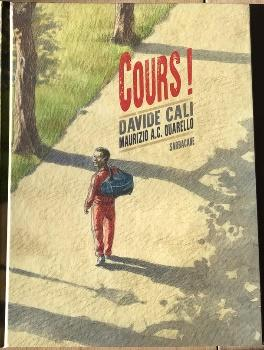 COURS !
DAVIDE CALI
MAURIZIO A.C. QUARELLO
SARBACANE